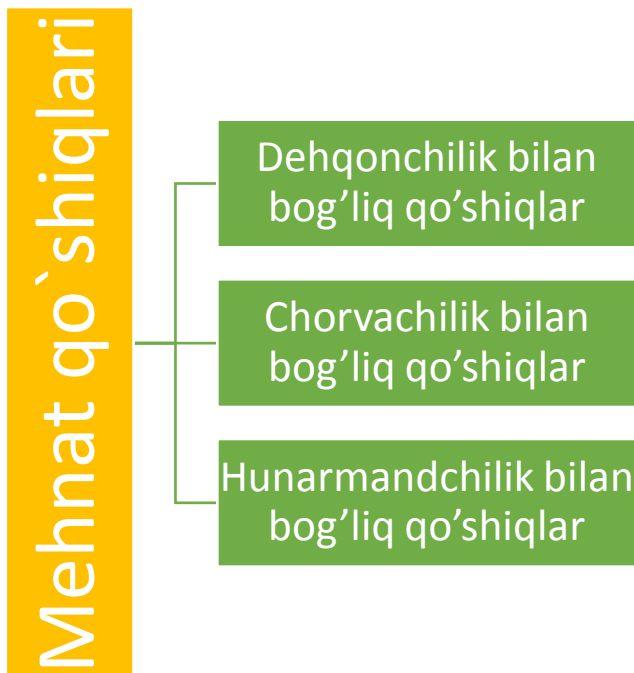 Mehnat qo`shiqlari
Dehqonchilik bilan
bog’liq qo’shiqlar
Chorvachilik bilan
bog’liq qo’shiqlar
Hunarmandchilik bilan
bog’liq qo’shiqlar